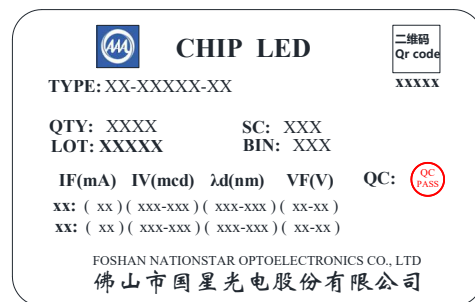 AAA
CHIP LED
二维码
Qr code
XXXXX
TYPE: XX-XXXXX-XX
QTY: XXXX
SC: XXX
LOT: XXXXX
BIN: XXX
IF(mA) IV(mcd) λd(nm) VF(V) QC:
QC
PASS
xx: ( xx ) ( xxx-xxx ) ( xxx-xxx ) ( xx-xx )
xx: ( xx ) ( xxx-xxx ) ( xxx-xxx ) ( xx-xx )
FOSHAN NATIONSTAR OPTOELECTRONICS CO., LTD
佛山市国星光电股份有限公司